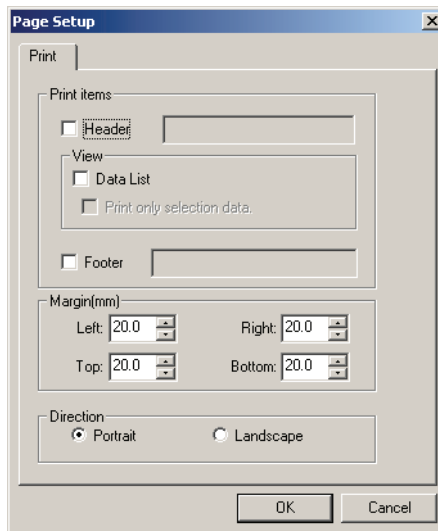 Page Setup
Print
Print items
Header
View
Data List
Print only selection data.
Footer
Margin(mm)
Left: 20.0 Right: 20.0
Top: 20.0 Bottom: 20.0
Direction
Portrait Landscape
OK Cancel